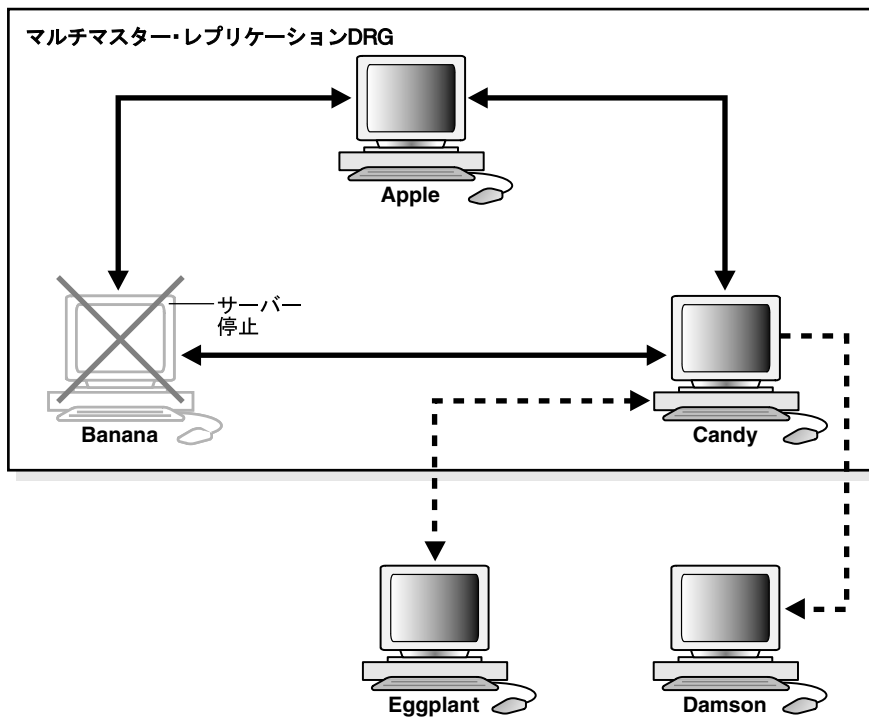 マルチマスター・レプリケーションDRG
Apple
サーバー
停止
Banana
Candy
Eggplant
Damson